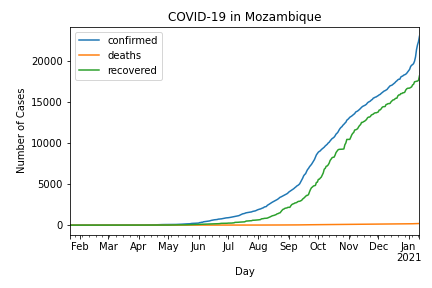 COVID-19 in Mozambique
confirmed
deaths
recovered
Number of Cases
20000
15000
10000
5000
0
Feb Mar Apr May Jun Jul Aug Sep Oct Nov Dec Jan
2021
Day